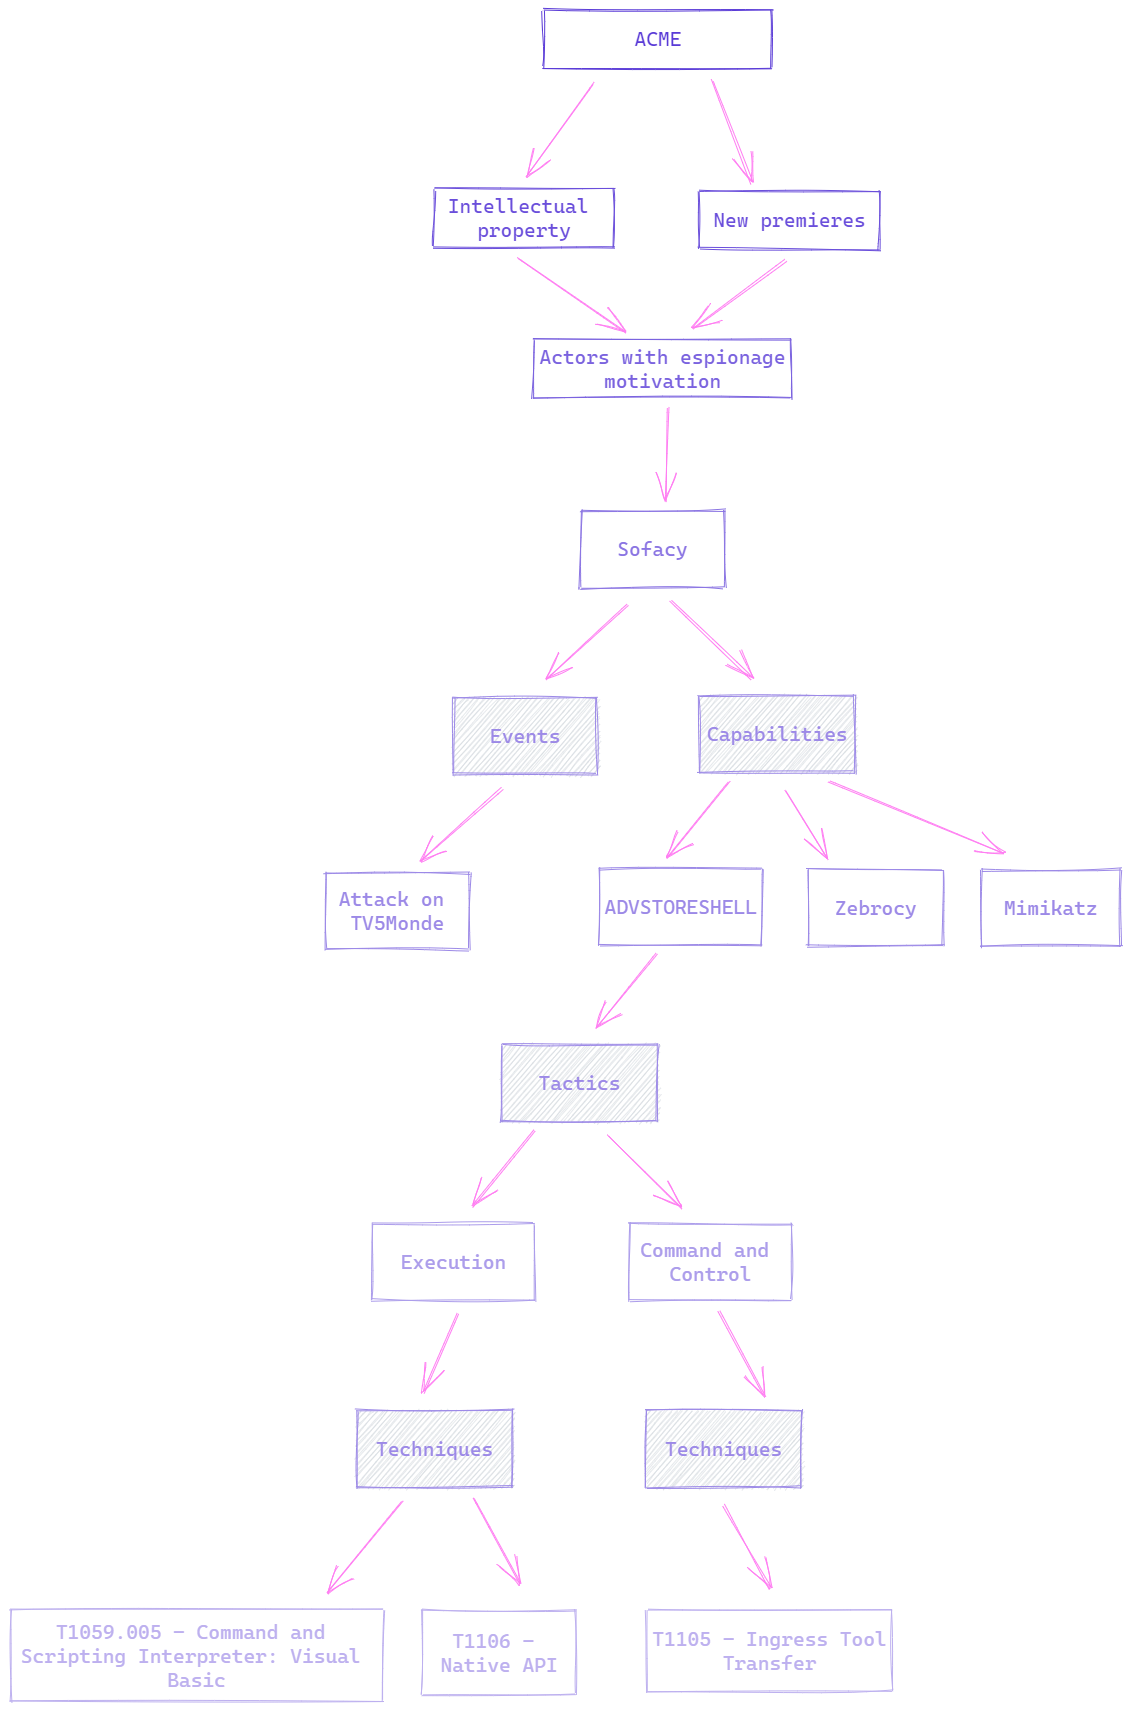 ACME
Intellectual
property
New premieres
Actors with espionage
motivation
Sofacy
Events
Capabilities
Attack on
TV5Monde
ADVSTORESHELL
Zebrocy
Mimikatz
Tactics
Execution
Command and
Control
Techniques
Techniques
T1059.005 - Command and
Scripting Interpreter: Visual
Basic
T1106 -
Native API
T1105 - Ingress Tool
Transfer